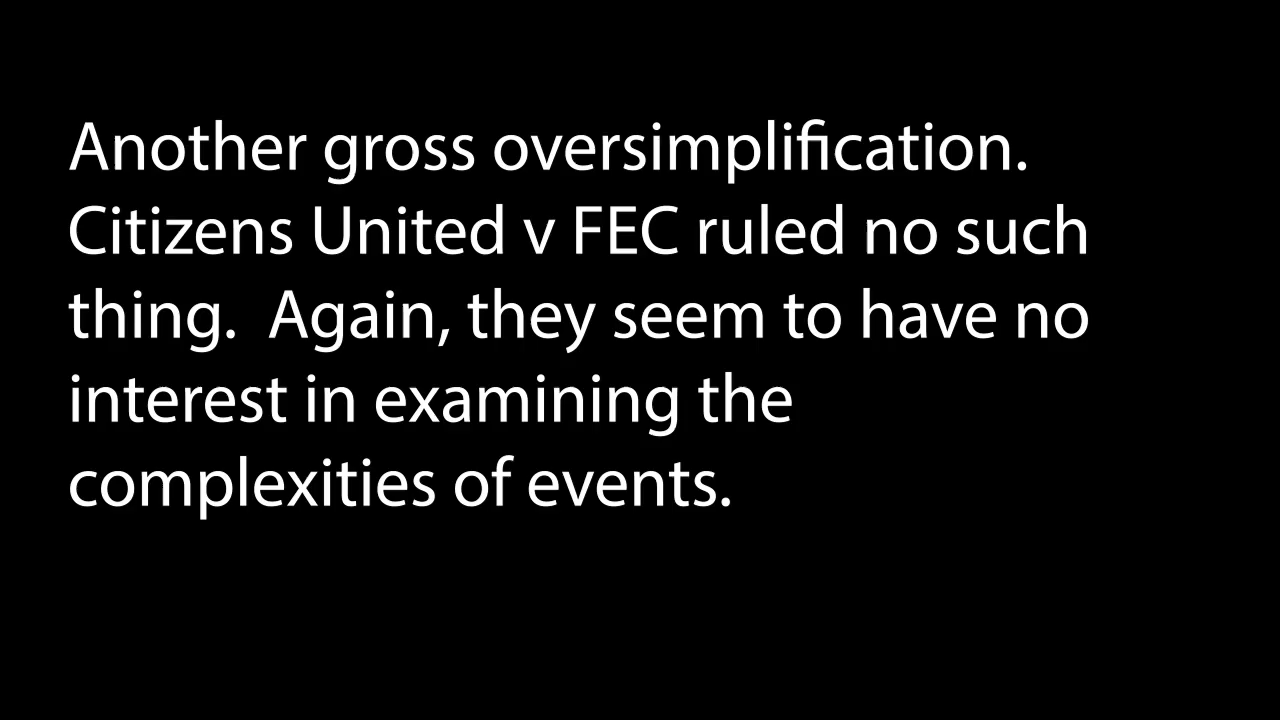 Another gross oversimplification.
Citizens United v FEC ruled no such
thing.  Again, they seem to have no
interest in examining the
complexities of events.